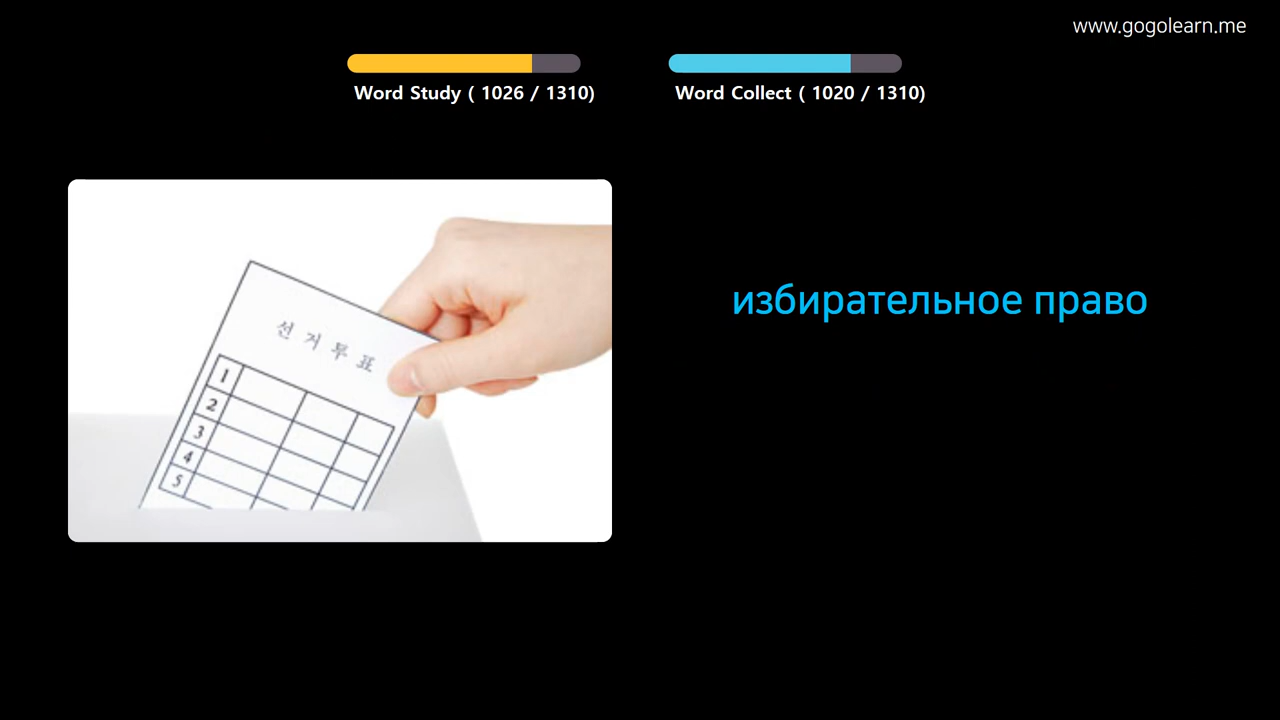 www.gogolearn.me
Word Study ( 1026 / 1310)
Word Collect ( 1020 / 1310)
선거투표
1
2
3
4
5
избирательное право